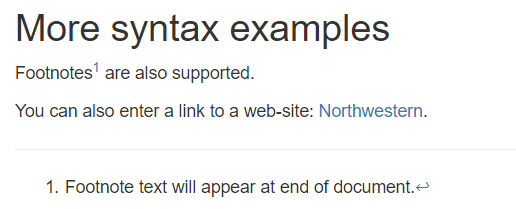 More syntax examples
Footnotes1 are also supported.
You can also enter a link to a web-site: Northwestern.
1. Footnote text will appear at end of document.↩